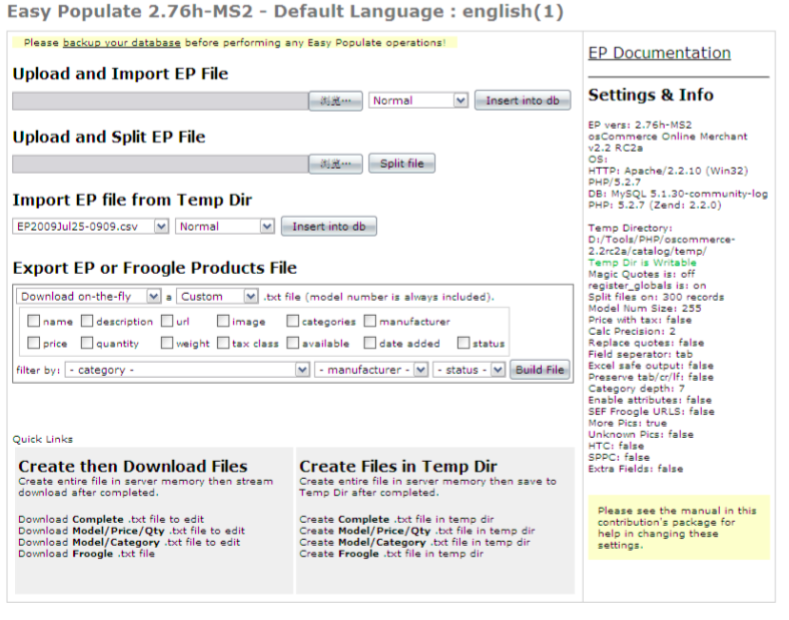 Easy Populate 2.76h-MS2 - Default Language : english(1)
Please backup your database before performing any Easy Populate operations!
Upload and Import EP File
浏览… Normal Insert into db
Upload and Split EP File
浏览… Split file
Import EP file from Temp Dir
EP2009Jul25-0909.csv Normal Insert into db
Export EP or Froogle Products File
Download on-the-fly a Custom .txt file (model number is always included).
name description url image categories manufacturer
price quantity weight tax class available date added status
filter by: - category - - manufacturer - - status - Build File
Quick Links
Create then Download Files
Create entire file in server memory then stream
download after completed.
Download Complete .txt file to edit
Download Model/Price/Qty .txt file to edit
Download Model/Category .txt file to edit
Download Froogle .txt file
Create Files in Temp Dir
Create entire file in server memory then save to
Temp Dir after completed.
Create Complete .txt file in temp dir
Create Model/Price/Qty .txt file in temp dir
Create Model/Category .txt file in temp dir
Create Froogle .txt file in temp dir
EP Documentation
Settings & Info
EP vers: 2.76h-MS2
osCommerce Online Merchant
v2.2 RC2a
OS:
HTTP: Apache/2.2.10 (Win32)
PHP/5.2.7
DB: MySQL 5.1.30-community-log
PHP: 5.2.7 (Zend: 2.2.0)
Temp Directory:
D:/Tools/PHP/oscommerce-
2.2rc2a/catalog/temp/
Temp Dir is Writable
Magic Quotes is: off
register_globals is: on
Split files on: 300 records
Model Num Size: 255
Price with tax: false
Calc Precision: 2
Replace quotes: false
Field seperator: tab
Excel safe output: false
Preserve tab/cr/lf: false
Category depth: 7
Enable attributes: false
SEF Froogle URLS: false
More Pics: true
Unknown Pics: false
HTC: false
SPPC: false
Extra Fields: false
Please see the manual in this
contribution's package for
help in changing these
settings.